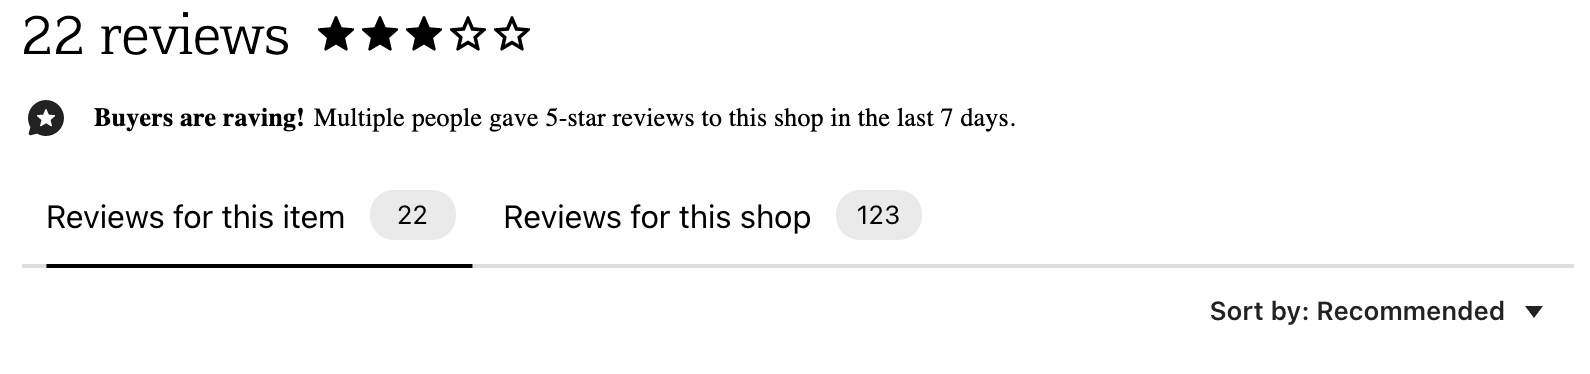 22 reviews
Buyers are raving! Multiple people gave 5-star reviews to this shop in the last 7 days.
Reviews for this item 22 Reviews for this shop 123
Sort by: Recommended